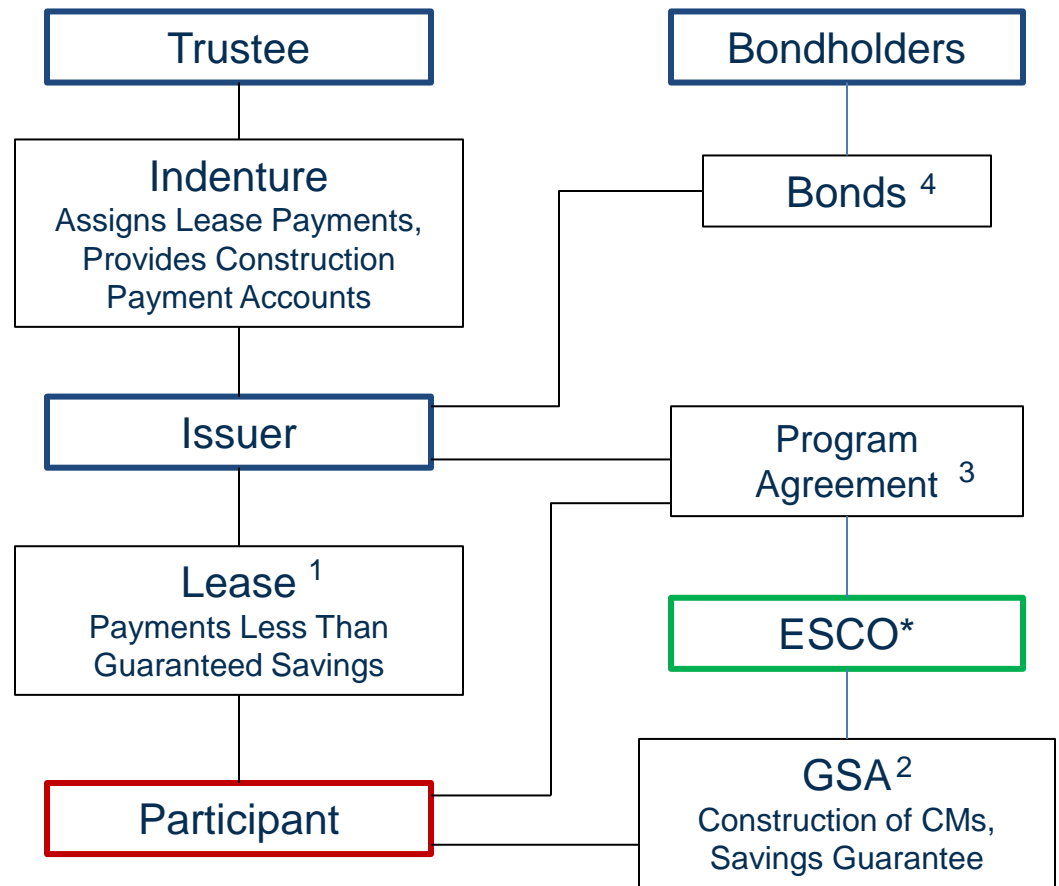 Trustee
Bondholders
Indenture
Assigns Lease Payments,
Provides Construction
Payment Accounts
Bonds 4
Issuer
Program
Agreement 3
Lease 1
Payments Less Than
Guaranteed Savings
ESCO*
Participant
GSA 2
Construction of CMs,
Savings Guarantee